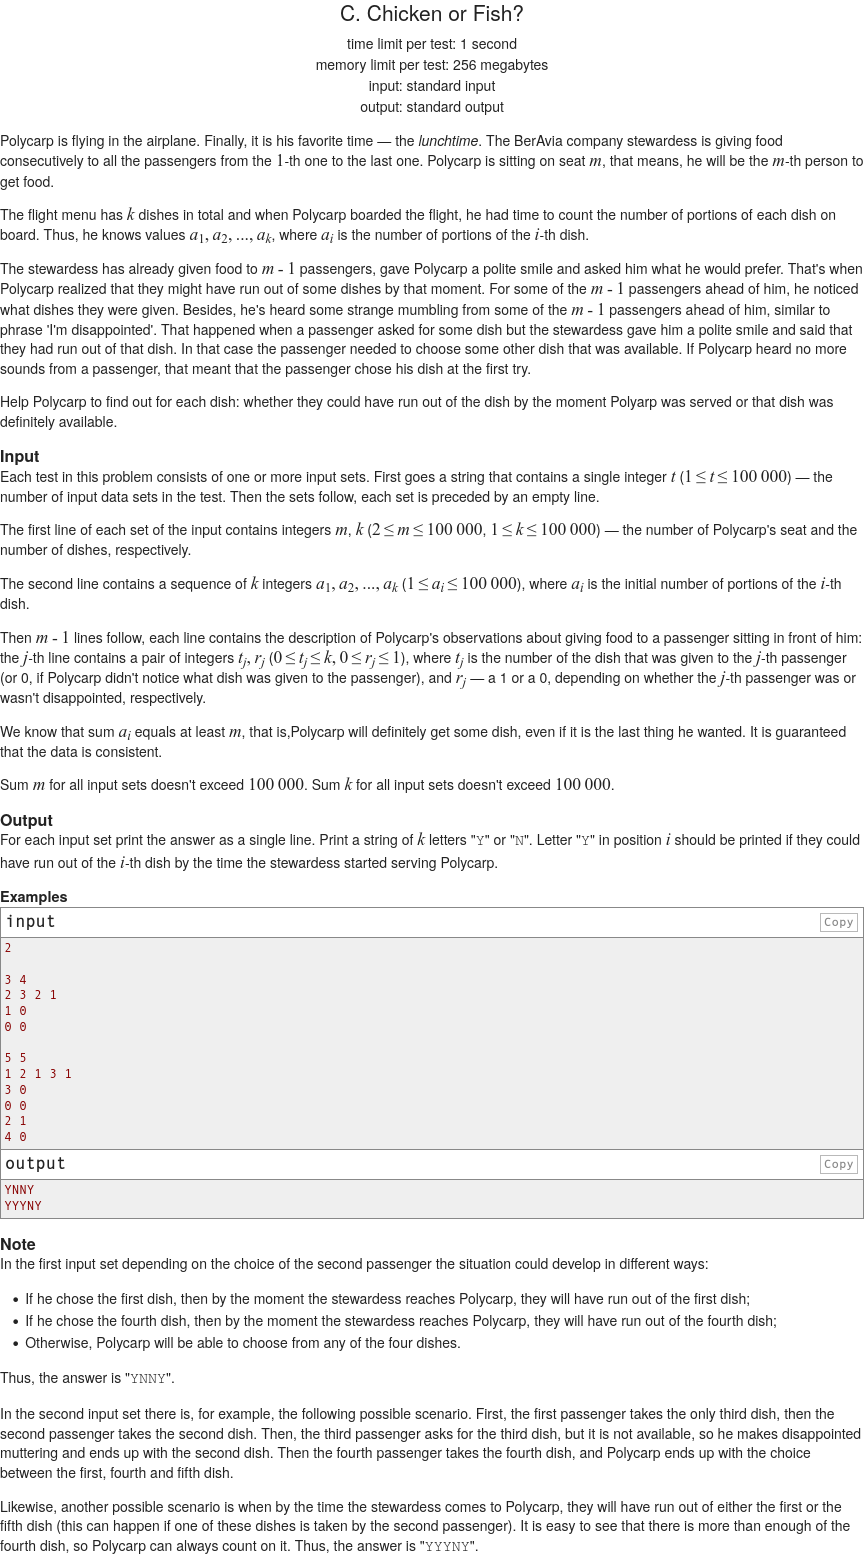 C. Chicken or Fish?
time limit per test: 1 second
memory limit per test: 256 megabytes
input: standard input
output: standard output
Polycarp is flying in the airplane. Finally, it is his favorite time — the lunchtime. The BerAvia company stewardess is giving food
consecutively to all the passengers from the 1-th one to the last one. Polycarp is sitting on seat m, that means, he will be the m-th person to
get food.
The flight menu has k dishes in total and when Polycarp boarded the flight, he had time to count the number of portions of each dish on
board. Thus, he knows values a1, a2, ..., ak, where ai is the number of portions of the i-th dish.
The stewardess has already given food to m - 1 passengers, gave Polycarp a polite smile and asked him what he would prefer. That's when
Polycarp realized that they might have run out of some dishes by that moment. For some of the m - 1 passengers ahead of him, he noticed
what dishes they were given. Besides, he's heard some strange mumbling from some of the m - 1 passengers ahead of him, similar to
phrase 'I'm disappointed'. That happened when a passenger asked for some dish but the stewardess gave him a polite smile and said that
they had run out of that dish. In that case the passenger needed to choose some other dish that was available. If Polycarp heard no more
sounds from a passenger, that meant that the passenger chose his dish at the first try.
Help Polycarp to find out for each dish: whether they could have run out of the dish by the moment Polyarp was served or that dish was
definitely available.
Input
Each test in this problem consists of one or more input sets. First goes a string that contains a single integer t (1 ≤ t ≤ 100 000) — the
number of input data sets in the test. Then the sets follow, each set is preceded by an empty line.
The first line of each set of the input contains integers m, k (2 ≤ m ≤ 100 000, 1 ≤ k ≤ 100 000) — the number of Polycarp's seat and the
number of dishes, respectively.
The second line contains a sequence of k integers a1, a2, ..., ak (1 ≤ ai ≤ 100 000), where ai is the initial number of portions of the i-th
dish.
Then m - 1 lines follow, each line contains the description of Polycarp's observations about giving food to a passenger sitting in front of him:
the j-th line contains a pair of integers tj, rj (0 ≤ tj ≤ k, 0 ≤ rj ≤ 1), where tj is the number of the dish that was given to the j-th passenger
(or 0, if Polycarp didn't notice what dish was given to the passenger), and rj — a 1 or a 0, depending on whether the j-th passenger was or
wasn't disappointed, respectively.
We know that sum ai equals at least m, that is,Polycarp will definitely get some dish, even if it is the last thing he wanted. It is guaranteed
that the data is consistent.
Sum m for all input sets doesn't exceed 100 000. Sum k for all input sets doesn't exceed 100 000.
Output
For each input set print the answer as a single line. Print a string of k letters "Y" or "N". Letter "Y" in position i should be printed if they could
have run out of the i-th dish by the time the stewardess started serving Polycarp.
Examples
input Copy
2
3 4
2 3 2 1
1 0
0 0
5 5
1 2 1 3 1
3 0
0 0
2 1
4 0
output Copy
YNNY
YYYNY
Note
In the first input set depending on the choice of the second passenger the situation could develop in different ways:
• If he chose the first dish, then by the moment the stewardess reaches Polycarp, they will have run out of the first dish;
• If he chose the fourth dish, then by the moment the stewardess reaches Polycarp, they will have run out of the fourth dish;
• Otherwise, Polycarp will be able to choose from any of the four dishes.
Thus, the answer is "YNNY".
In the second input set there is, for example, the following possible scenario. First, the first passenger takes the only third dish, then the
second passenger takes the second dish. Then, the third passenger asks for the third dish, but it is not available, so he makes disappointed
muttering and ends up with the second dish. Then the fourth passenger takes the fourth dish, and Polycarp ends up with the choice
between the first, fourth and fifth dish.
Likewise, another possible scenario is when by the time the stewardess comes to Polycarp, they will have run out of either the first or the
fifth dish (this can happen if one of these dishes is taken by the second passenger). It is easy to see that there is more than enough of the
fourth dish, so Polycarp can always count on it. Thus, the answer is "YYYNY".